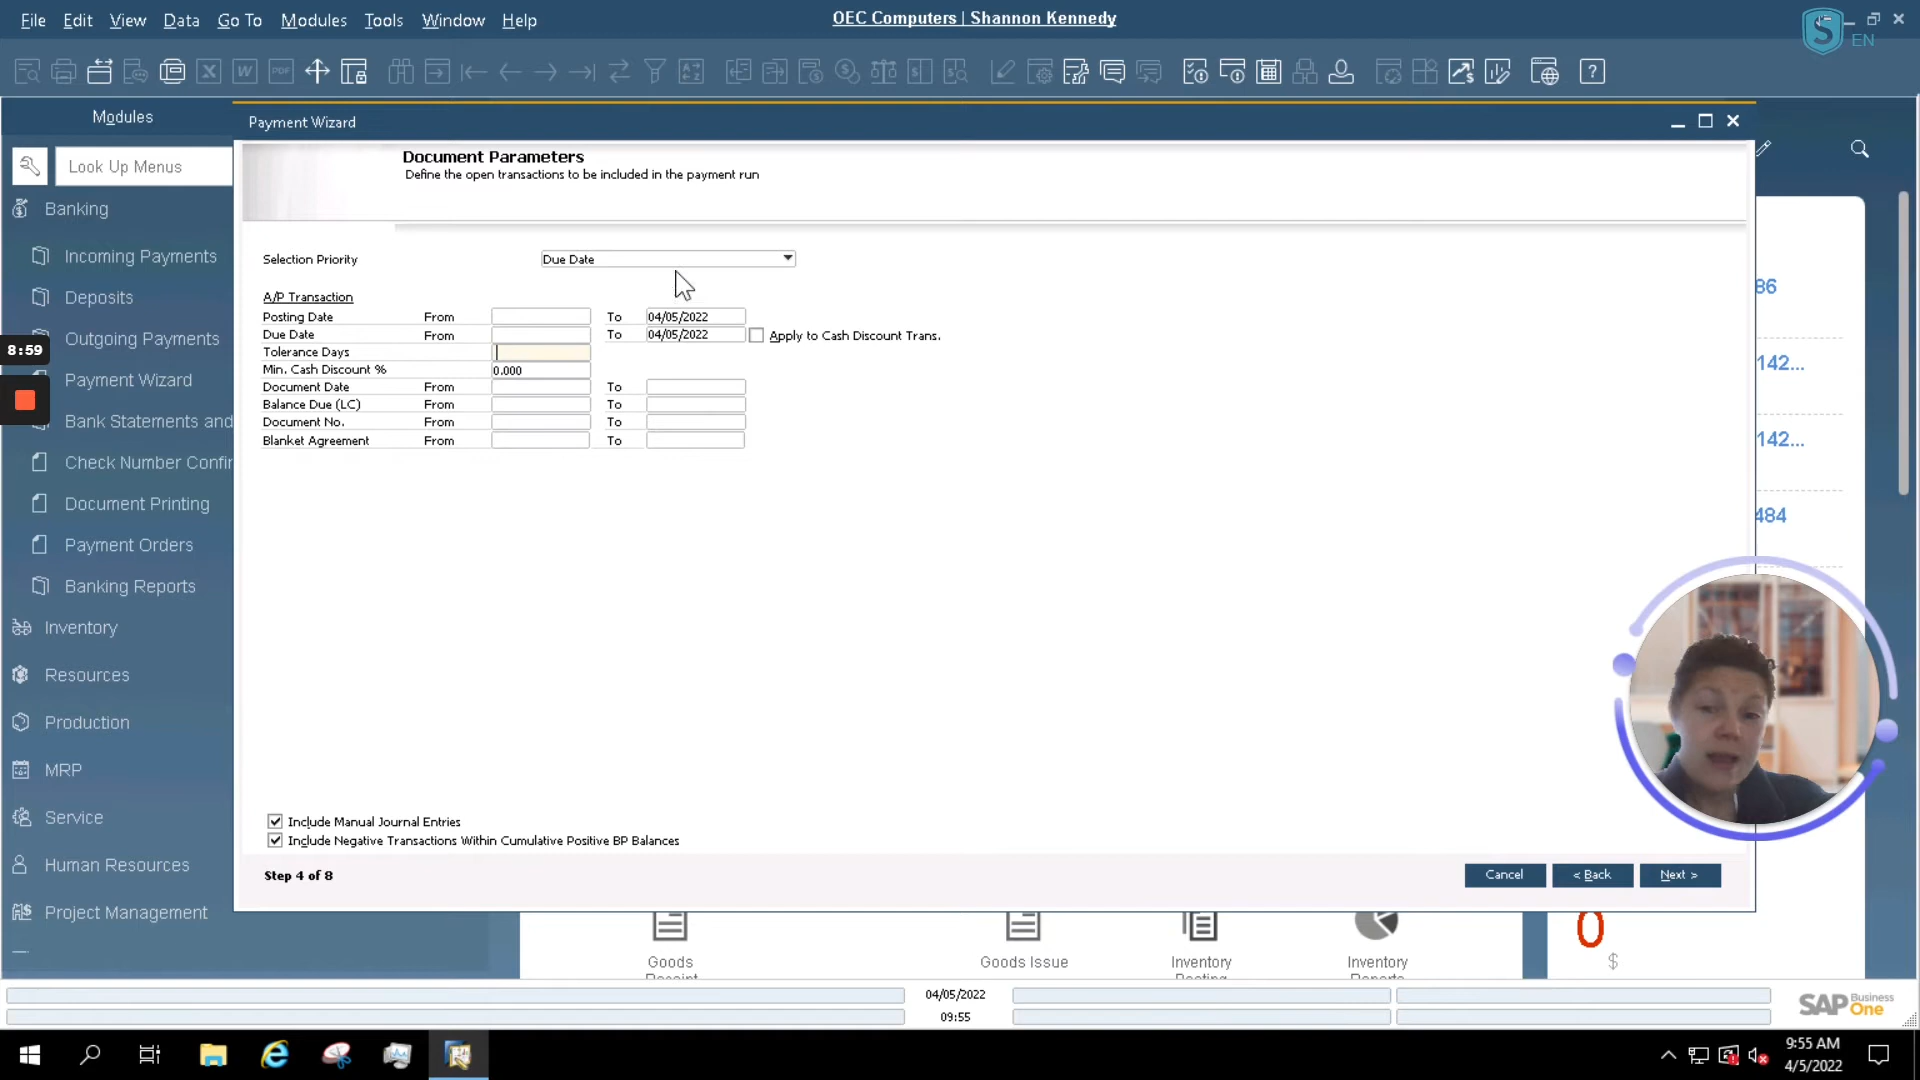 File Edit View Data Go To Modules Tools Window Help
OEC Computers | Shannon Kennedy
EN
Modules
Look Up Menus
Banking
Incoming Payments
Deposits
Outgoing Payments
Payment Wizard
Bank Statements and
Check Number Confir
Document Printing
Payment Orders
Banking Reports
Inventory
Resources
Production
MRP
Service
Human Resources
Project Management
8:59
Payment Wizard
Document Parameters
Define the open transactions to be included in the payment run
Selection Priority Due Date
A/P Transaction
Posting Date From To 04/05/2022
Due Date From To 04/05/2022 Apply to Cash Discount Trans.
Tolerance Days
Min. Cash Discount % 0.000
Document Date From To
Balance Due (LC) From To
Document No. From To
Blanket Agreement From To
Include Manual Journal Entries
Include Negative Transactions Within Cumulative Positive BP Balances
Step 4 of 8
Cancel < Back Next >
86
142...
142...
484
0
$
Goods
Goods Issue
Inventory
Inventory
04/05/2022
09:55
SAP Business One
9:55 AM
4/5/2022